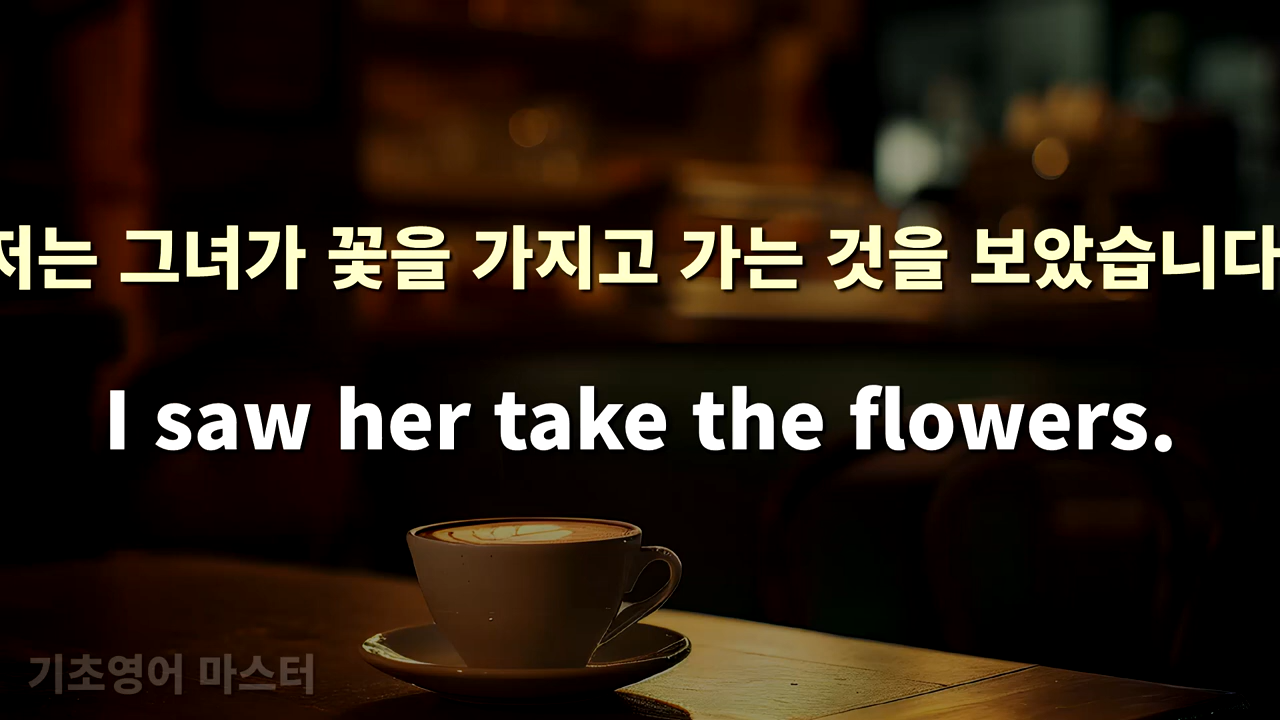 저는 그녀가 꽃을 가지고 가는 것을 보았습니다
I saw her take the flowers.
기초영어 마스터